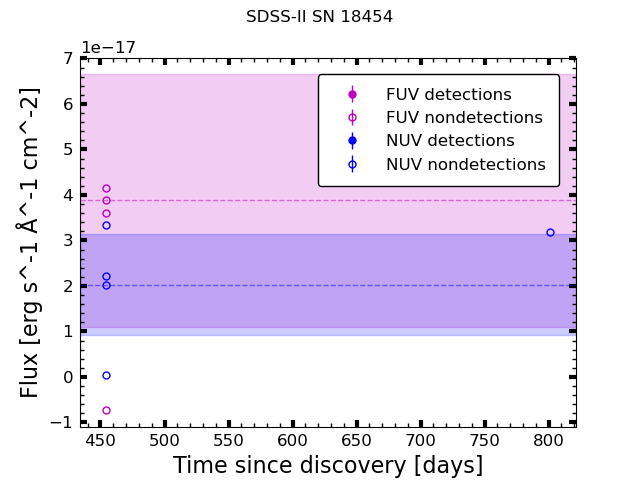 SDSS-II SN 18454
1e−17
7
6
5
4
3
2
1
0
−1
FUV detections
FUV nondetections
NUV detections
NUV nondetections
450 500 550 600 650 700 750 800
Time since discovery [days]
Flux [erg s^-1 Å^-1 cm^-2]